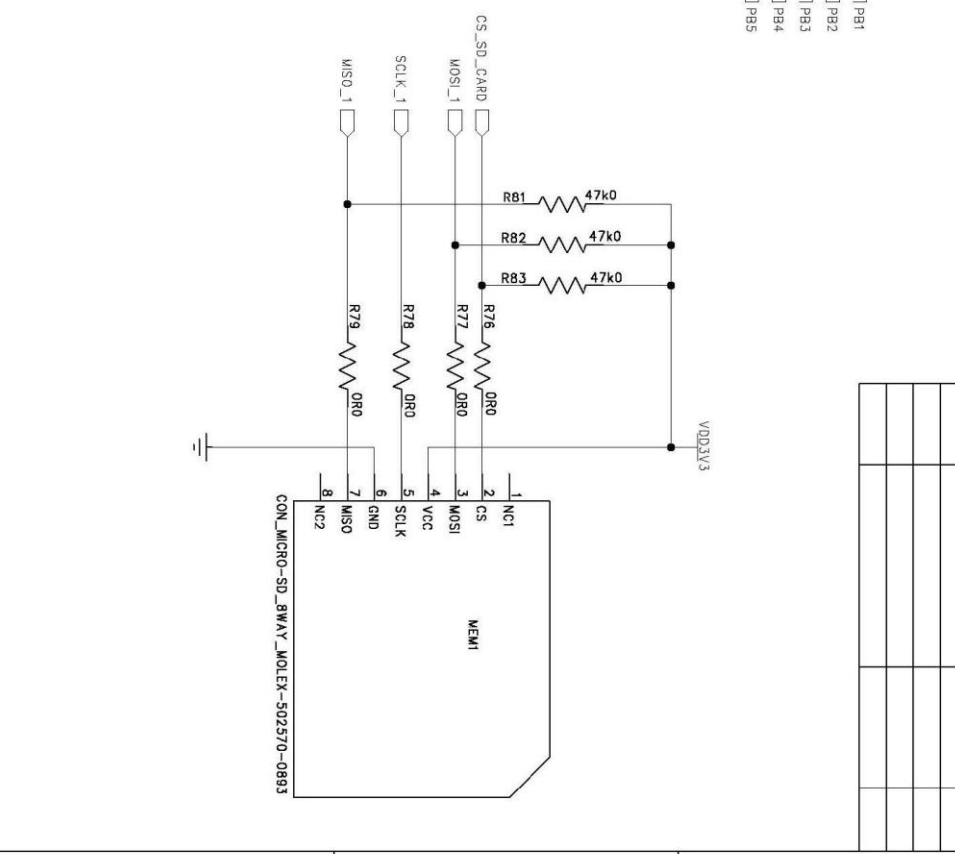 PB1
PB2
PB3
PB4
PB5
CS_SD_CARD
MOSI_1
SCLK_1
MISO_1
R81 47k0
R82 47k0
R83 47k0
R79 0R0
R78 0R0
R77 0R0
R76 0R0
VDD3V3
1 NC1
2 CS
3 MOSI
4 VCC
5 SCLK
6 GND
7 MISO
8 NC2
MEM1
CON_MICRO-SD_8WAY_MOLEX-502570-0893